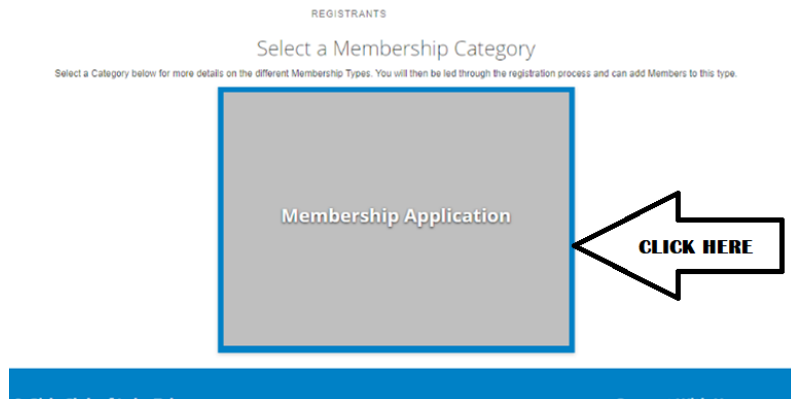 REGISTRANTS
Select a Membership Category
Select a Category below for more details on the different Membership Types. You will then be led through the registration process and can add Members to this type.
Membership Application
CLICK HERE